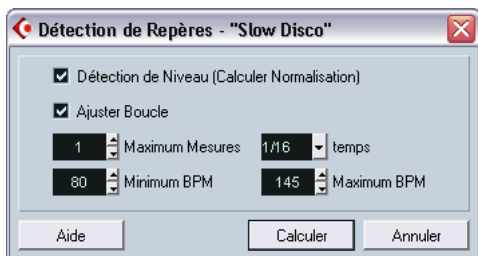 Détection de Repères - "Slow Disco"
Détection de Niveau (Calculer Normalisation)
Ajuster Boucle
1 Maximum Mesures 1/16 temps
80 Minimum BPM 145 Maximum BPM
Aide Calculer Annuler